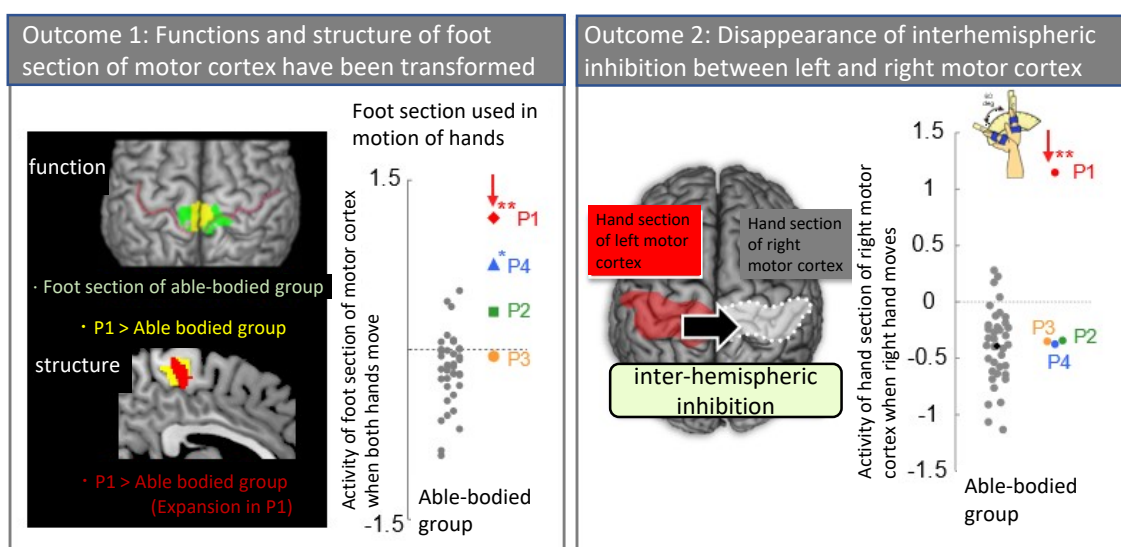 Outcome 1: Functions and structure of foot
section of motor cortex have been transformed
function
· Foot section of able-bodied group
· P1 > Able bodied group
structure
· P1 > Able bodied group
(Expansion in P1)
Foot section used in
motion of hands
Activity of foot section of motor cortex
when both hands move
1.5
-1.5
** P1
* P4
P2
P3
Able-bodied
group
Outcome 2: Disappearance of interhemispheric
inhibition between left and right motor cortex
Hand section
of left motor
cortex
Hand section
of right
motor cortex
inter-hemispheric
inhibition
Activity of hand section of right motor
cortex when right hand moves
1.5
1
0.5
0
-0.5
-1
-1.5
60
deg
**
P1
P3
P2
P4
Able-bodied
group